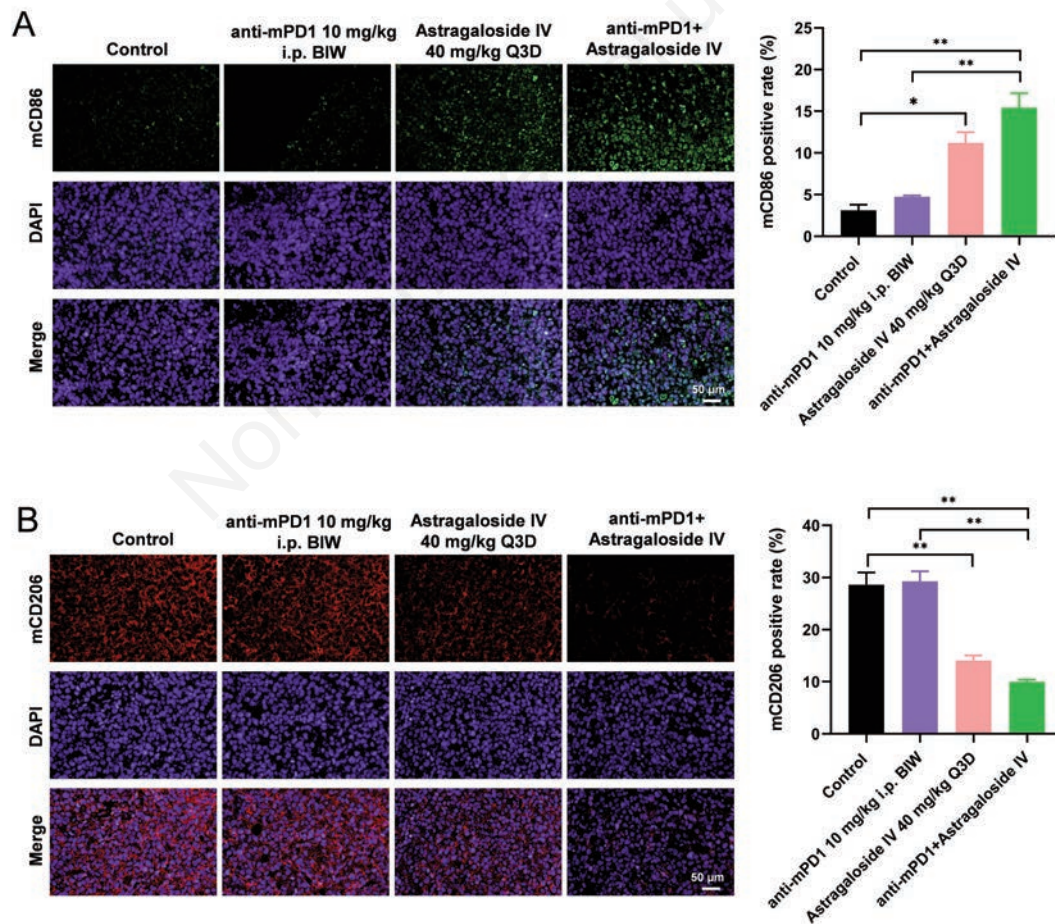 A
Control
anti-mPD1 10 mg/kg
i.p. BIW
Astragaloside IV
40 mg/kg Q3D
anti-mPD1+
Astragaloside IV
mCD86
DAPI
Merge
50 µm
mCD86 positive rate (%)
25
20
15
10
5
0
**
**
*
Control
anti-mPD1 10 mg/kg i.p. BIW
Astragaloside IV 40 mg/kg Q3D
anti-mPD1+Astragaloside IV
B
Control
anti-mPD1 10 mg/kg
i.p. BIW
Astragaloside IV
40 mg/kg Q3D
anti-mPD1+
Astragaloside IV
mCD206
DAPI
Merge
50 µm
mCD206 positive rate (%)
40
30
20
10
0
**
**
**
Control
anti-mPD1 10 mg/kg i.p. BIW
Astragaloside IV 40 mg/kg Q3D
anti-mPD1+Astragaloside IV